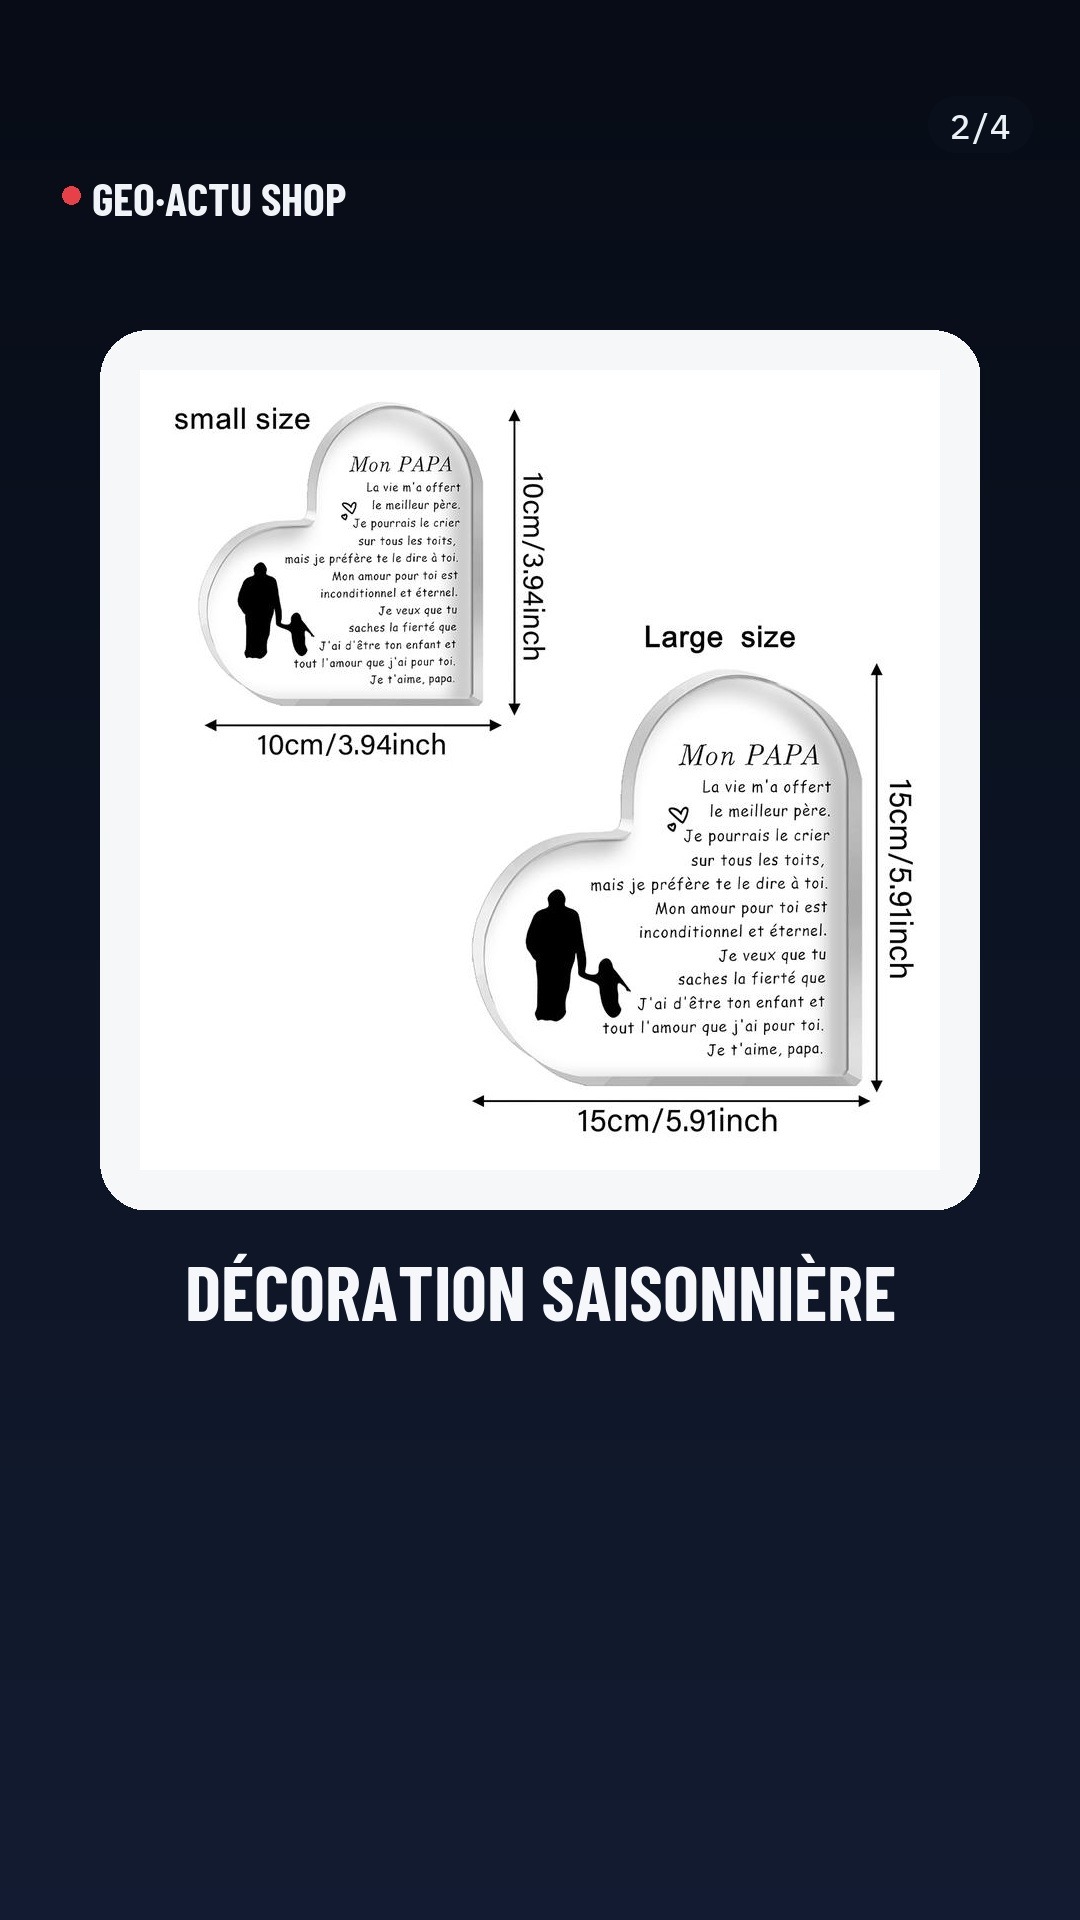 2/4
GEO·ACTU SHOP
small size
Mon PAPA
La vie m'a offert
le meilleur père.
Je pourrais le crier
sur tous les toits,
mais je préfère te le dire à toi.
Mon amour pour toi est
inconditionnel et éternel.
Je veux que tu
saches la fierté que
J'ai d'être ton enfant et
tout l'amour que j'ai pour toi.
Je t'aime, papa.
10cm/3.94inch
10cm/3.94inch
Large size
Mon PAPA
La vie m'a offert
le meilleur père.
Je pourrais le crier
sur tous les toits,
mais je préfère te le dire à toi.
Mon amour pour toi est
inconditionnel et éternel.
Je veux que tu
saches la fierté que
J'ai d'être ton enfant et
tout l'amour que j'ai pour toi.
Je t'aime, papa.
15cm/5.91inch
15cm/5.91inch
DÉCORATION SAISONNIÈRE